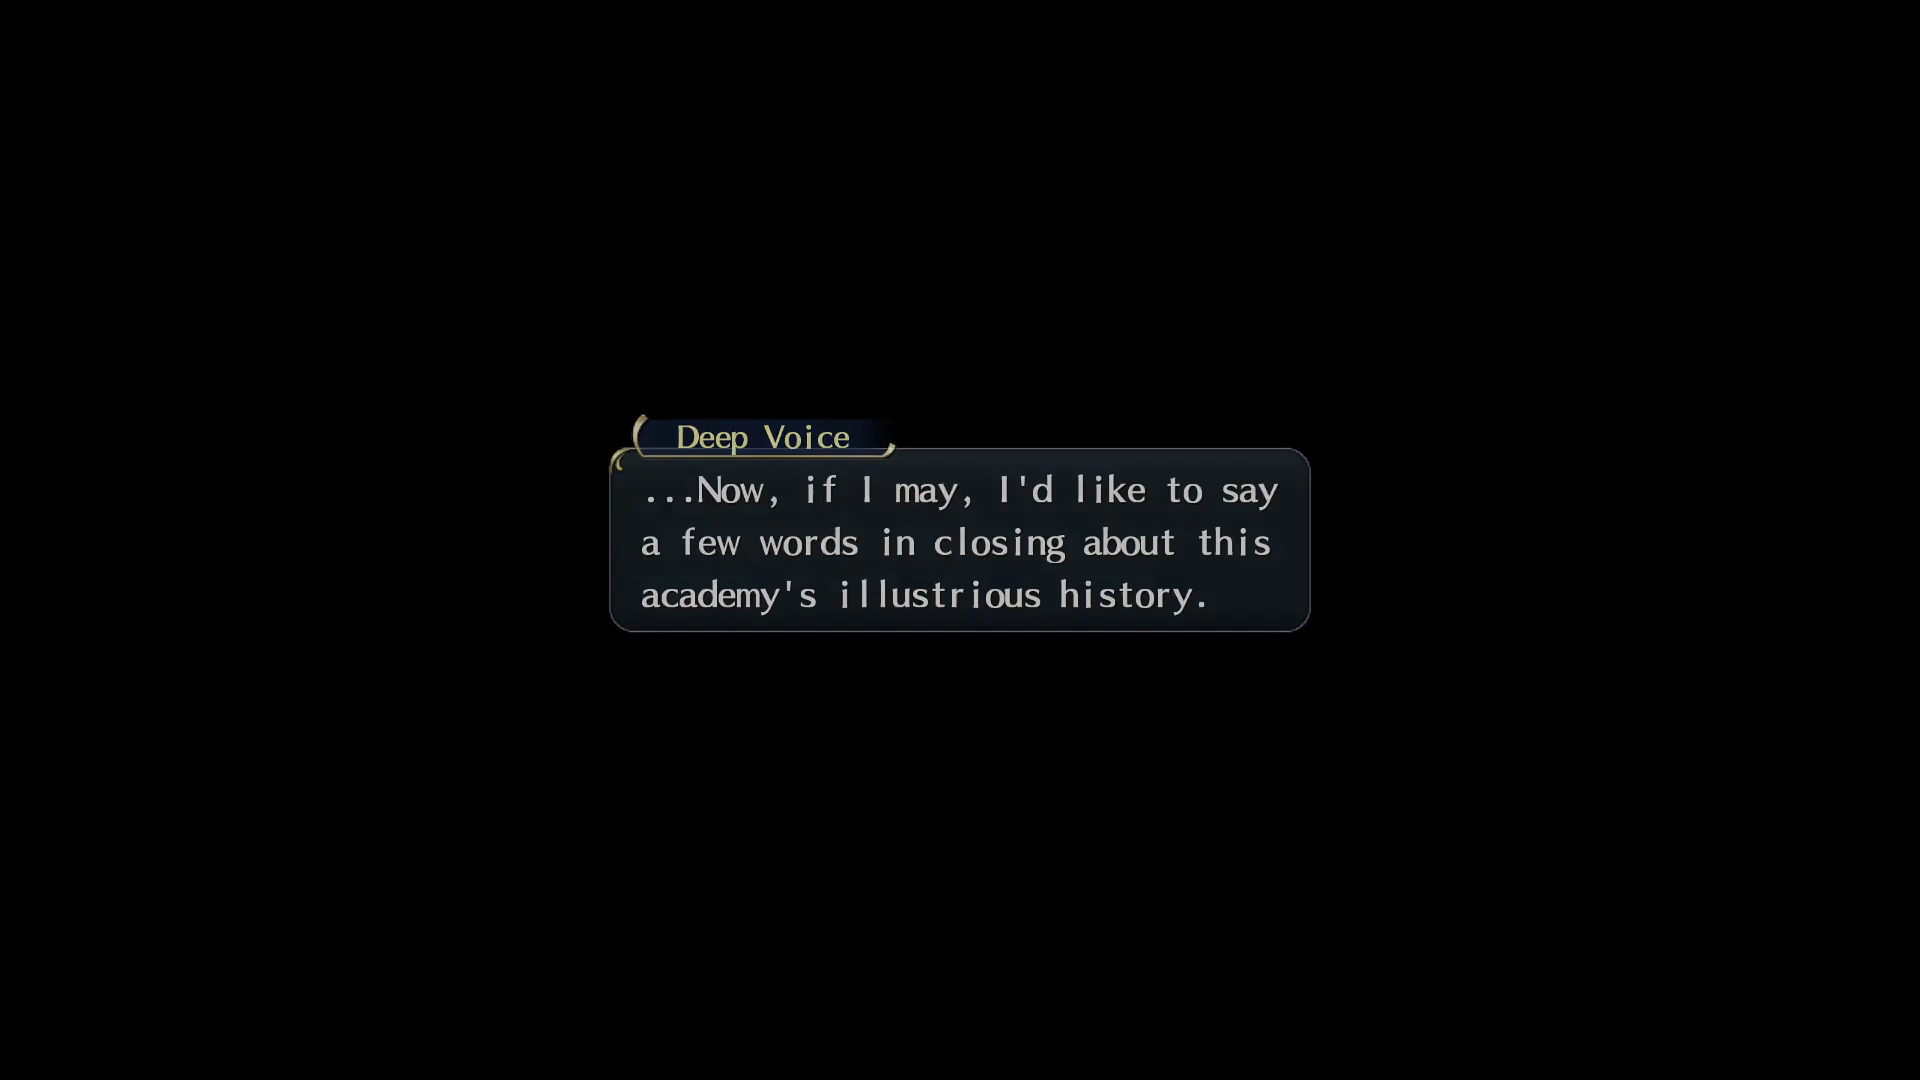 Deep Voice
...Now, if I may, I'd like to say
a few words in closing about this
academy's illustrious history.